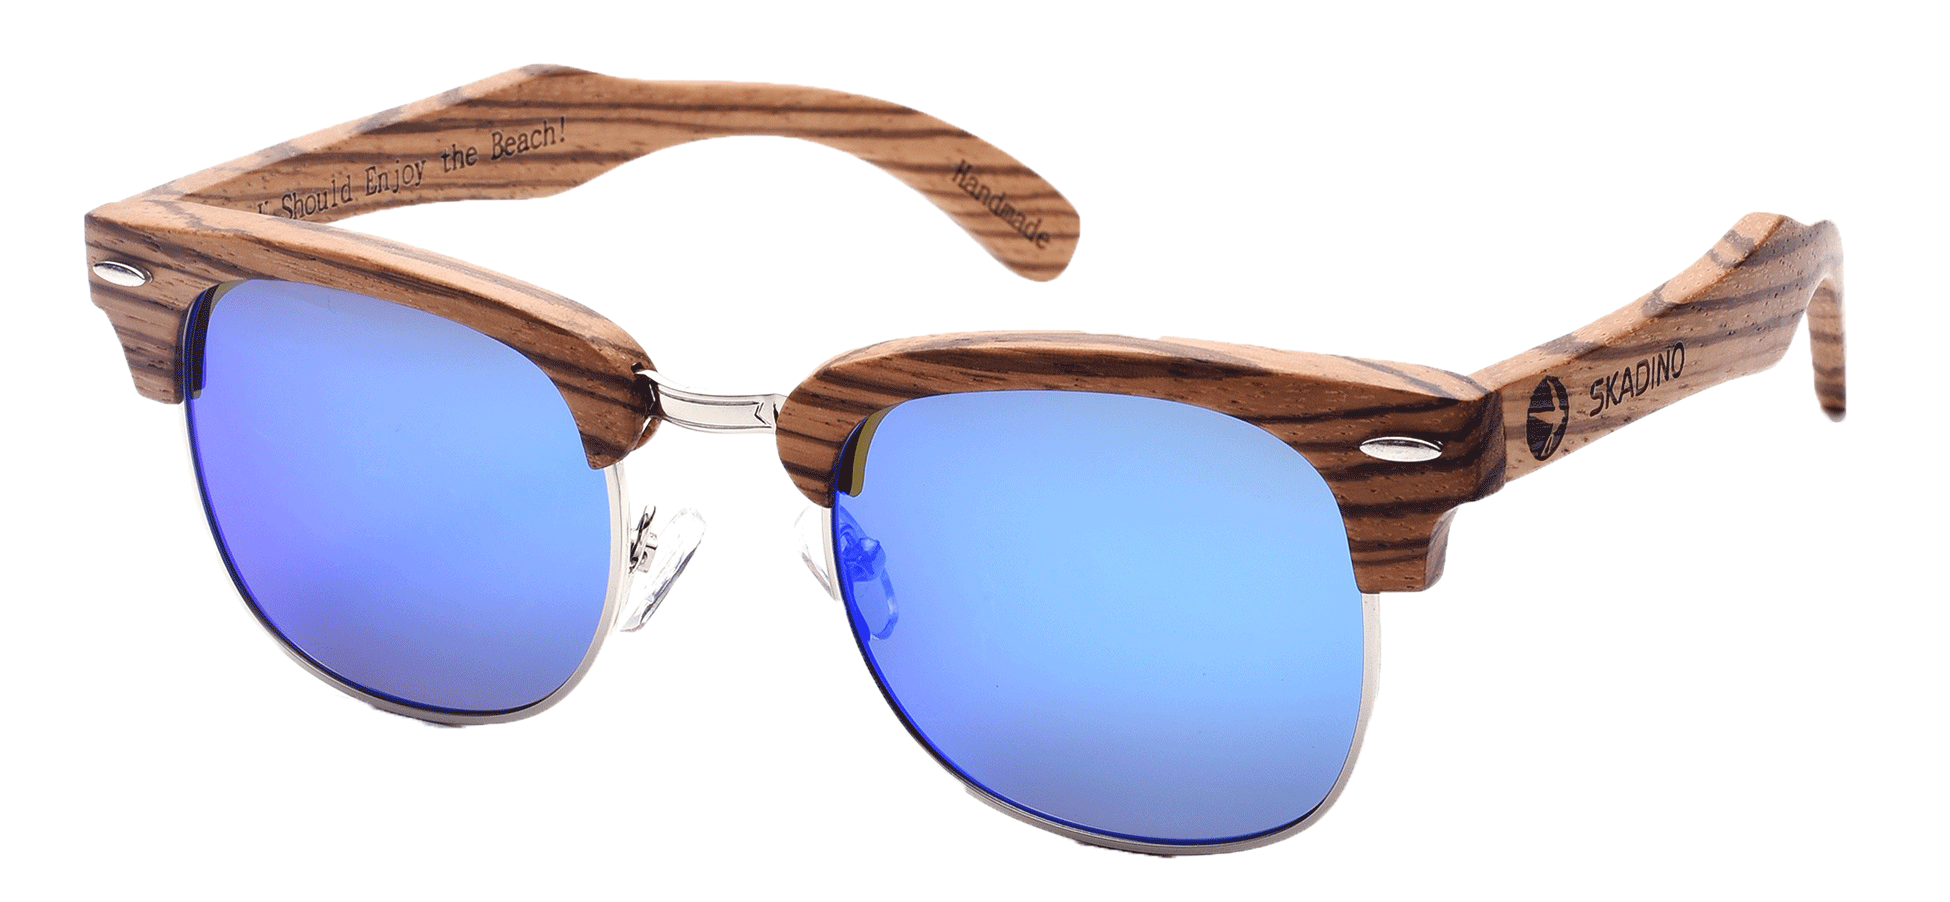 Should Enjoy the Beach!
Handmade
SKADINO